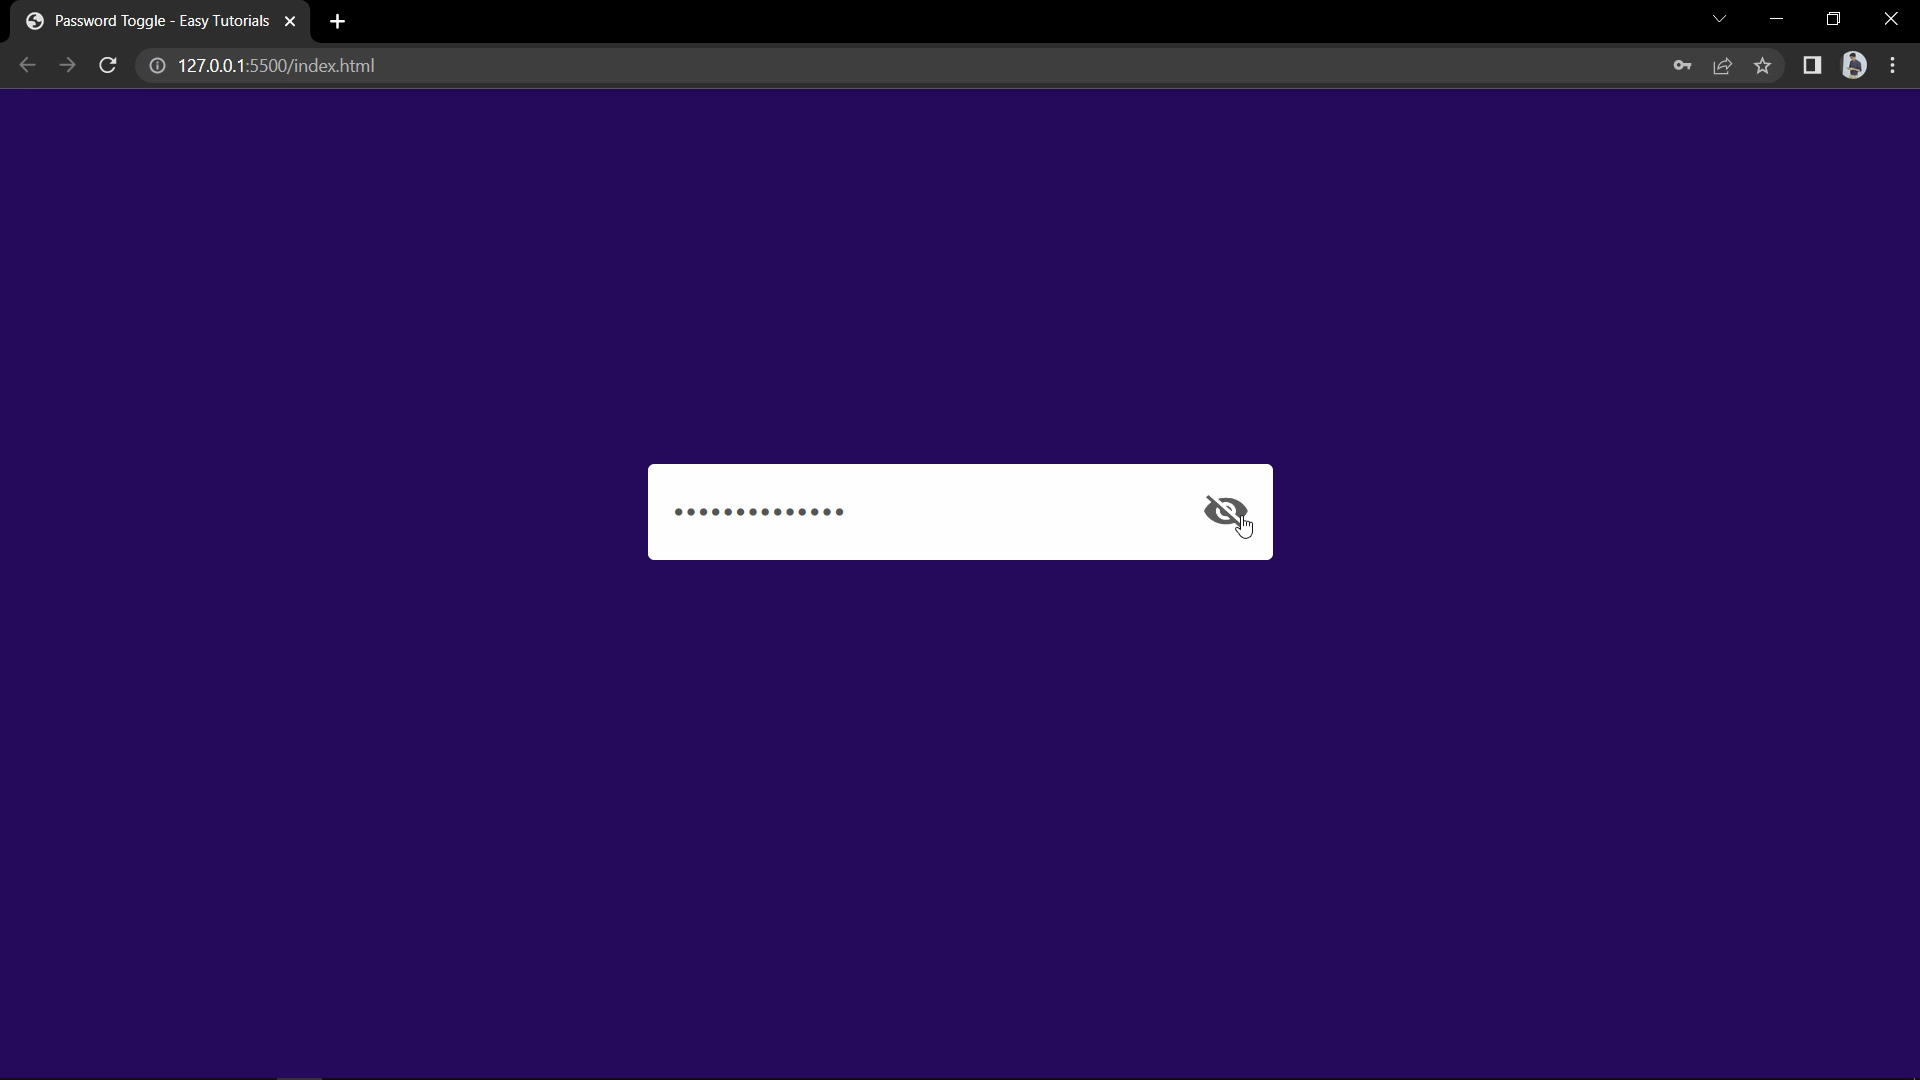 Password Toggle - Easy Tutorials
127.0.0.1:5500/index.html
••••••••••••••